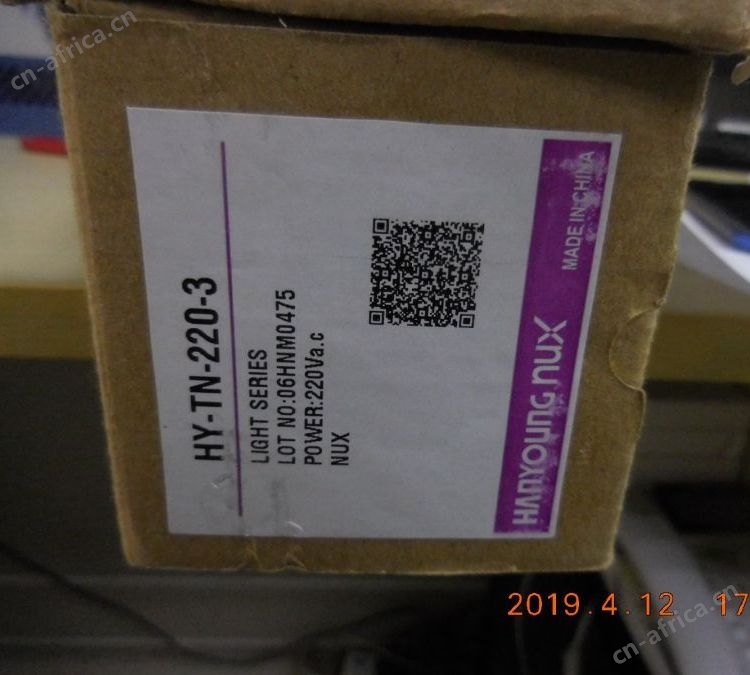 HY-TN-220-3
LIGHT SERIES
LOT NO:06HNM0475
POWER:220Va.c
NUX
HANYOUNG nux
MADE IN CHINA
2019. 4. 12 17
cn-africa.cn
cn-africa.cn